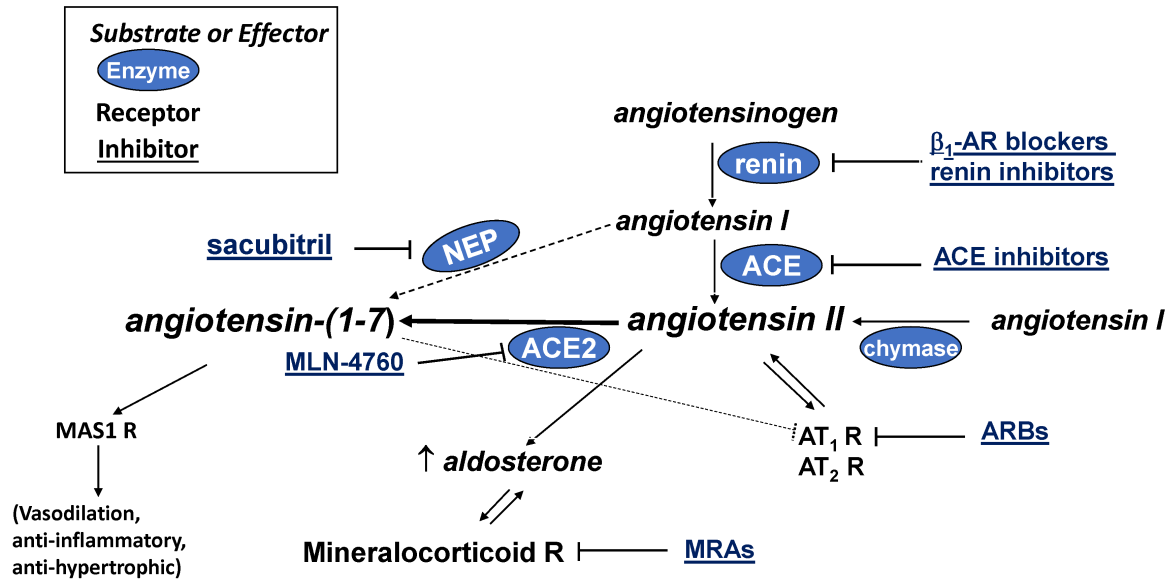 Substrate or Effector
Enzyme
Receptor
Inhibitor
angiotensinogen
renin
β1-AR blockers
renin inhibitors
angiotensin I
sacubitril
NEP
ACE
ACE inhibitors
angiotensin-(1-7)
angiotensin II
angiotensin I
ACE2
chymase
MLN-4760
MAS1 R
AT1 R
AT2 R
ARBs
↑ aldosterone
(Vasodilation,
anti-inflammatory,
anti-hypertrophic)
Mineralocorticoid R
MRAs